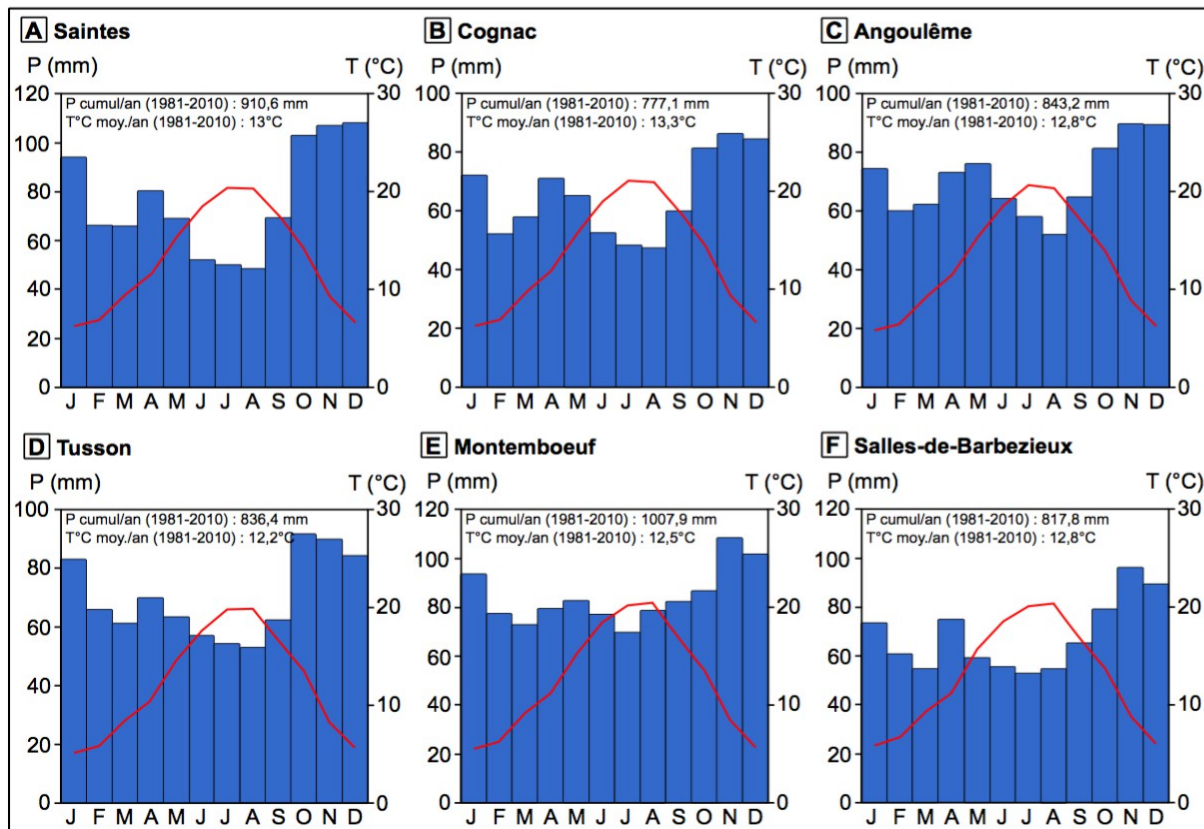 A Saintes
P (mm) T (°C)
P cumul/an (1981-2010) : 910,6 mm
T°C moy./an (1981-2010) : 13°C
120 30
100
80 20
60
40 10
20
0 0
J F M A M J J A S O N D
B Cognac
P (mm) T (°C)
P cumul/an (1981-2010) : 777,1 mm
T°C moy./an (1981-2010) : 13,3°C
100 30
80
20
60
40
10
20
0 0
J F M A M J J A S O N D
C Angoulême
P (mm) T (°C)
P cumul/an (1981-2010) : 843,2 mm
T°C moy./an (1981-2010) : 12,8°C
100 30
80
20
60
40
10
20
0 0
J F M A M J J A S O N D
D Tusson
P (mm) T (°C)
P cumul/an (1981-2010) : 836,4 mm
T°C moy./an (1981-2010) : 12,2°C
100 30
80
20
60
40
10
20
0 0
J F M A M J J A S O N D
E Montemboeuf
P (mm) T (°C)
P cumul/an (1981-2010) : 1007,9 mm
T°C moy./an (1981-2010) : 12,5°C
120 30
100
80 20
60
40 10
20
0 0
J F M A M J J A S O N D
F Salles-de-Barbezieux
P (mm) T (°C)
P cumul/an (1981-2010) : 817,8 mm
T°C moy./an (1981-2010) : 12,8°C
120 30
100
80 20
60
40 10
20
0 0
J F M A M J J A S O N D